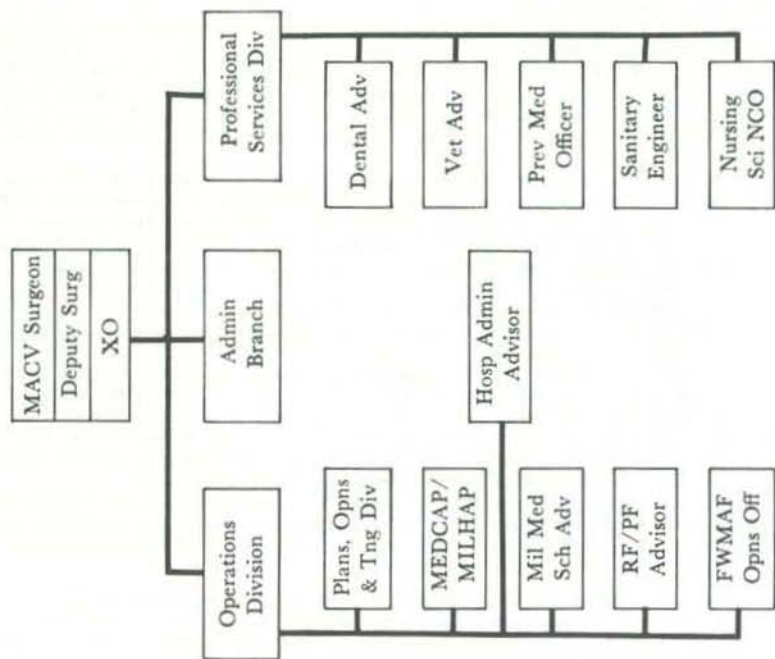 MACV Surgeon
Deputy Surg
XO
Operations
Division
Admin
Branch
Professional
Services Div
Plans, Opns
& Tng Div
MEDCAP/
MILHAP
Mil Med
Sch Adv
RF/PF
Advisor
FWMAF
Opns Off
Hosp Admin
Advisor
Dental Adv
Vet Adv
Prev Med
Officer
Sanitary
Engineer
Nursing
Sci NCO